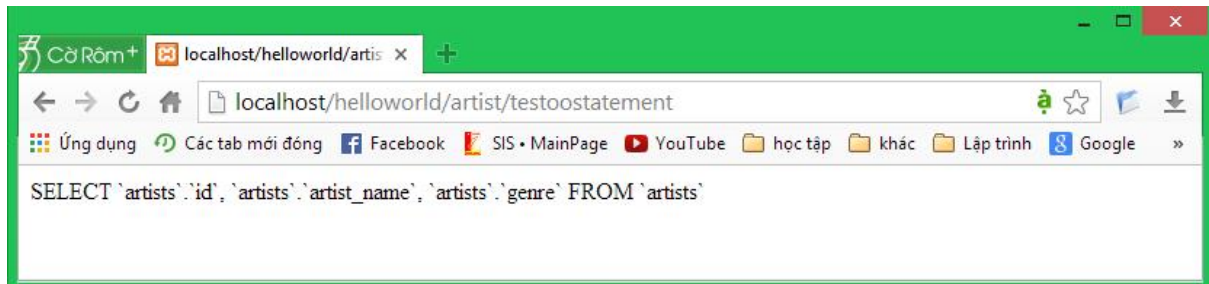 Cờ Rôm+ localhost/helloworld/artis
localhost/helloworld/artist/testoostatement
Ứng dụng Các tab mới đóng Facebook SIS • MainPage YouTube học tập khác Lập trình Google »
SELECT `artists`.`id`, `artists`.`artist_name`, `artists`.`genre` FROM `artists`